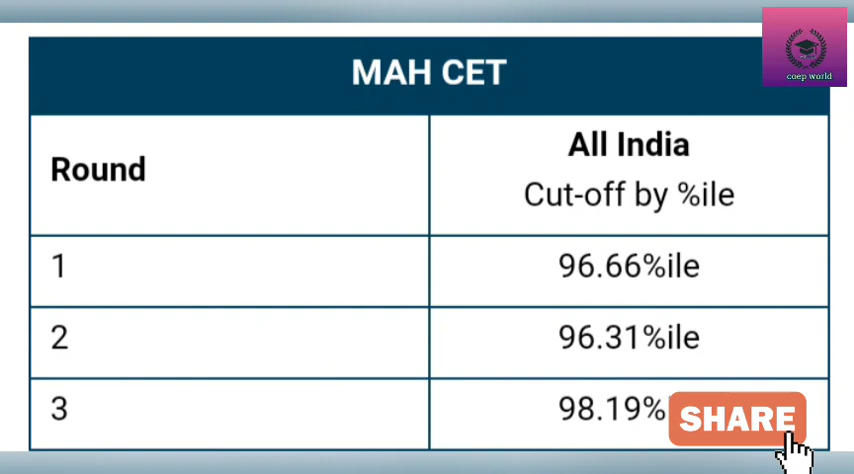 MAH CET
coep world
Round
All India
Cut-off by %ile
1
96.66%ile
2
96.31%ile
3
98.19%
SHARE